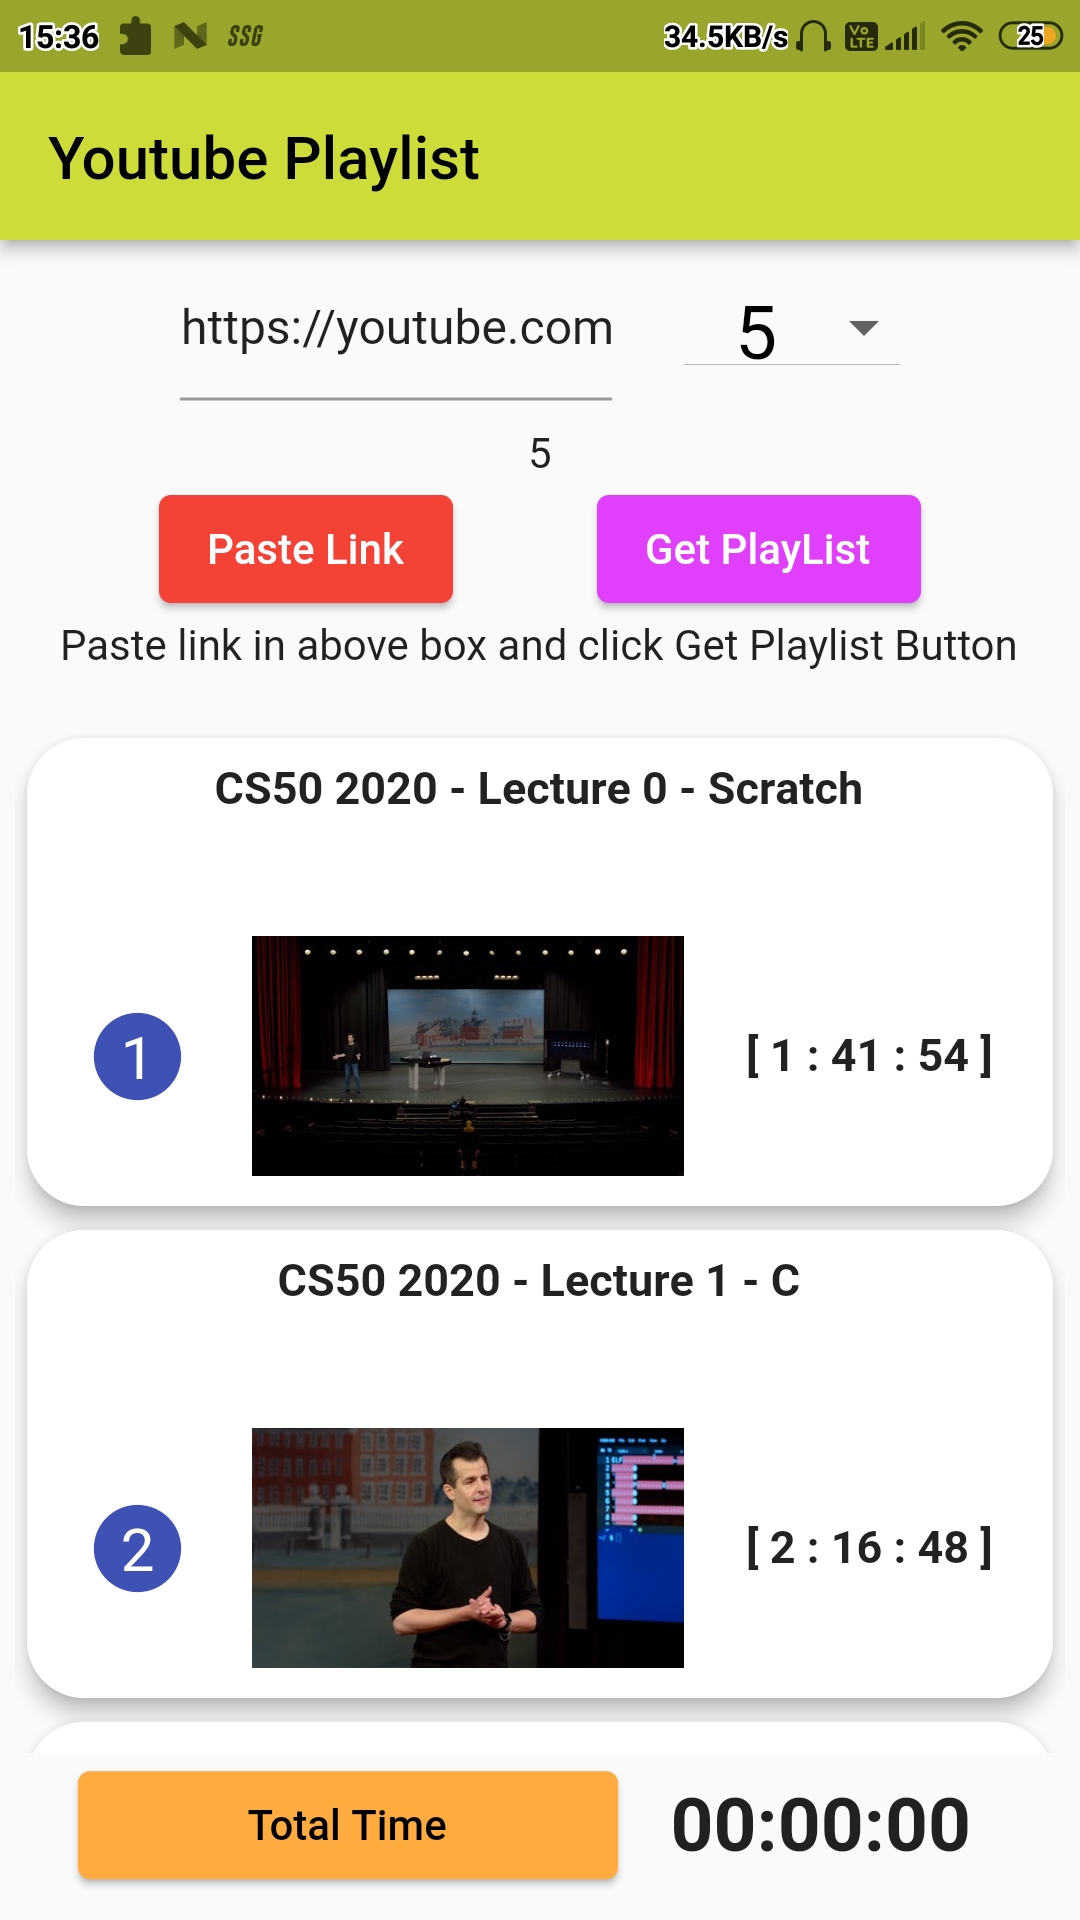 15:36 SSG 34.5KB/s Vo LTE 25
Youtube Playlist
https://youtube.com 5
5
Paste Link Get PlayList
Paste link in above box and click Get Playlist Button
CS50 2020 - Lecture 0 - Scratch
1 [ 1 : 41 : 54 ]
CS50 2020 - Lecture 1 - C
2 [ 2 : 16 : 48 ]
Total Time 00:00:00